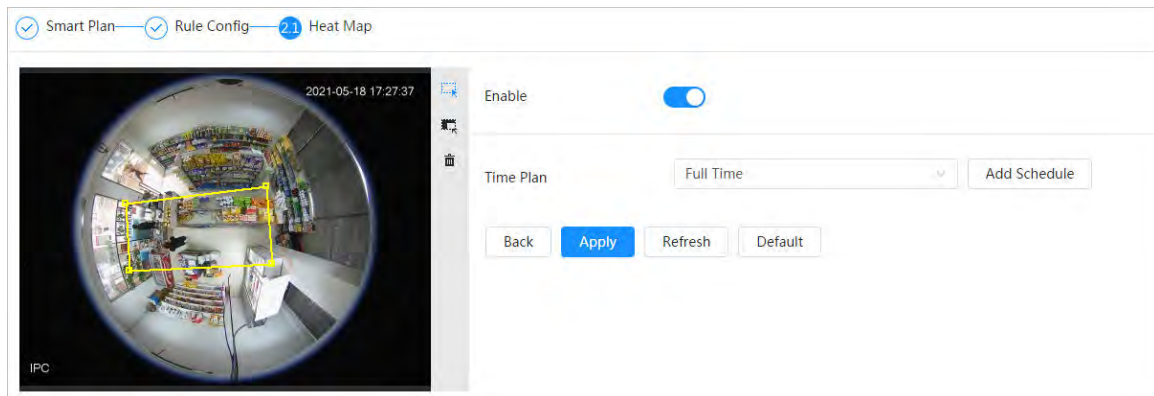 Smart Plan Rule Config 2.1 Heat Map
2021-05-18 17:27:37
Enable
Time Plan Full Time Add Schedule
Back Apply Refresh Default
IPC